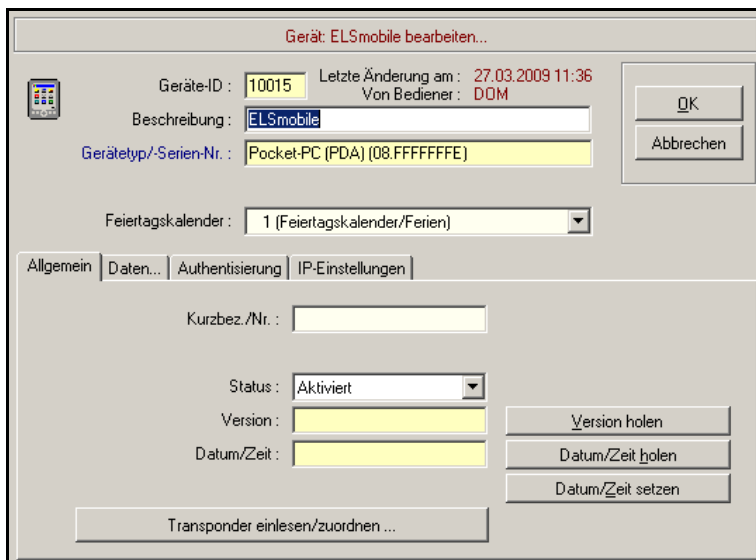 Gerät: ELSmobile bearbeiten...
Geräte-ID : 10015 Letzte Änderung am : 27.03.2009 11:36
Von Bediener : DOM
OK
Beschreibung : ELSmobile
Abbrechen
Gerätetyp/-Serien-Nr. : Pocket-PC (PDA) (08.FFFFFFFE)
Feiertagskalender : 1 (Feiertagskalender/Ferien)
Allgemein Daten... Authentisierung IP-Einstellungen
Kurzbez./Nr. :
Status : Aktiviert
Version : Version holen
Datum/Zeit : Datum/Zeit holen
Datum/Zeit setzen
Transponder einlesen/zuordnen ...